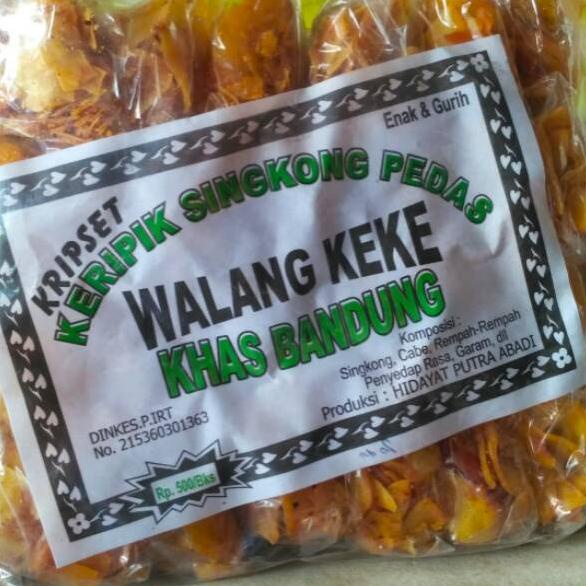 Enak & Gurih
KRIPSET
KERIPIK SINGKONG PEDAS
WALANG KEKE
KHAS BANDUNG
Komposisi :
Singkong, Cabe, Rempah-Rempah
Penyedap Rasa, Garam, dll
Produksi : HIDAYAT PUTRA ABADI
DINKES.P.IRT
No. 215360301363
Rp. 500/Bks